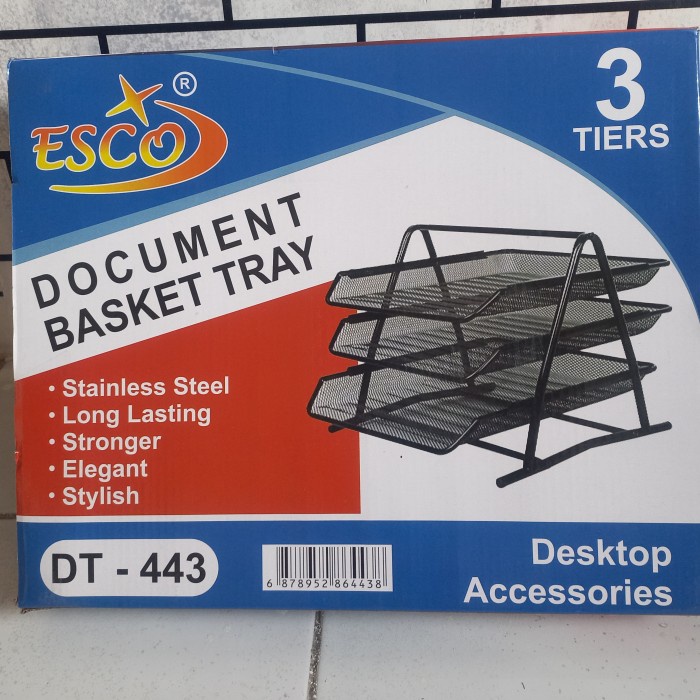 ESCO ®
3
TIERS
DOCUMENT
BASKET TRAY
• Stainless Steel
• Long Lasting
• Stronger
• Elegant
• Stylish
DT - 443
6 878952 864438
Desktop
Accessories